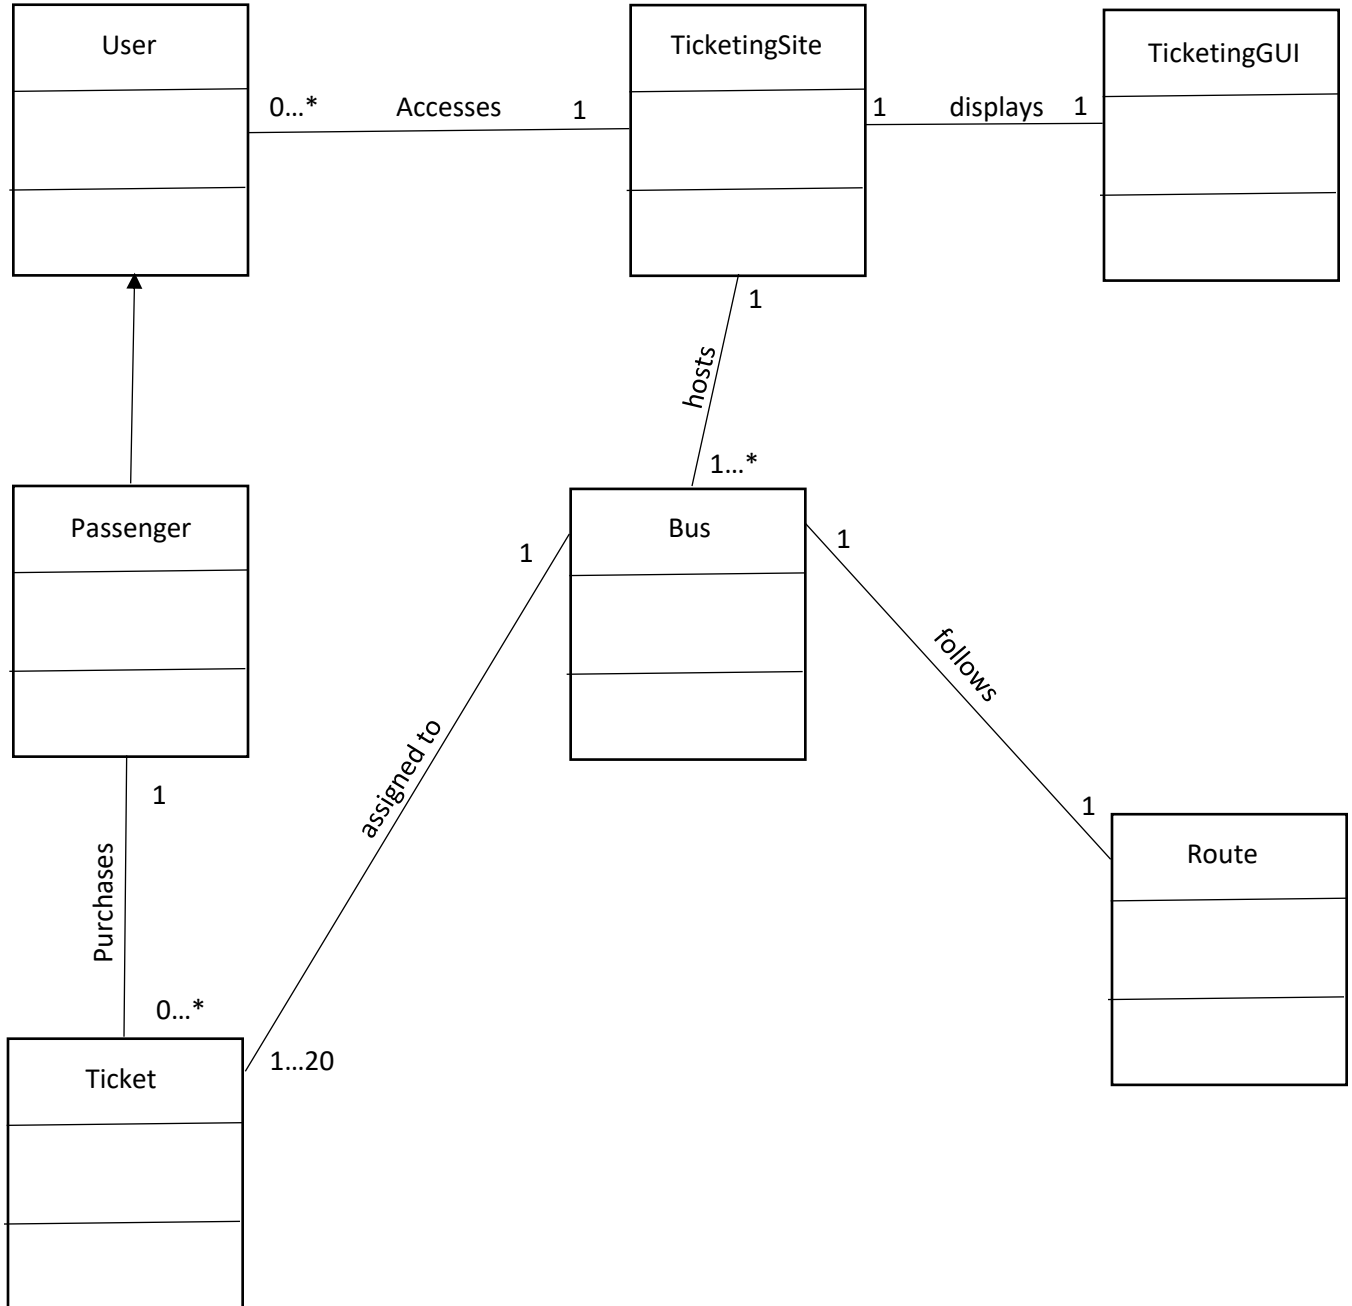 User
TicketingSite
TicketingGUI
0...*
Accesses
1
1
displays
1
1
hosts
1...*
Passenger
Bus
1
1
follows
assigned to
1
1
Purchases
Route
0...*
1...20
Ticket